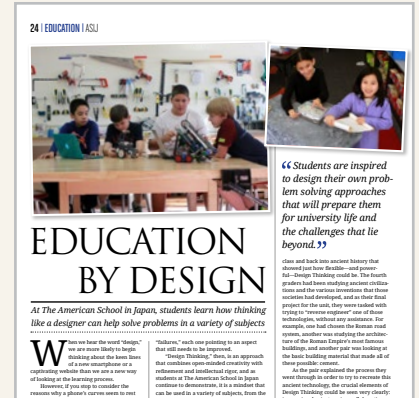 24 | EDUCATION | ASIJ
“Students are inspired
to design their own prob-
lem solving approaches
that will prepare them
for university life and
the challenges that lie
beyond.”
EDUCATION
BY DESIGN
At The American School in Japan, students learn how thinking
like a designer can help solve problems in a variety of subjects
When we hear the word “design,”
we are more likely to begin
thinking about the keen lines
of a new smartphone or a
captivating website than we are a new way
of looking at the learning process.
However, if you stop to consider the
reasons why a phone’s curves seem to rest
“failures,” each one pointing to an aspect
that still needs to be improved.
“Design Thinking,” then, is an approach
that combines open-minded creativity with
refinement and intellectual rigor, and as
students at The American School in Japan
continue to demonstrate, it is a mindset that
can be used in a variety of subjects, from the
class and back into ancient history that
showed just how flexible—and power-
ful—Design Thinking could be. The fourth
graders had been studying ancient civiliza-
tions and the various inventions that those
societies had developed, and as their final
project for the unit, they were tasked with
trying to “reverse engineer” one of those
technologies, without any assistance. For
example, one had chosen the Roman road
system, another was studying the architec-
ture of the Roman Empire’s most famous
buildings, and another pair was looking at
the basic building material that made all of
these possible: cement.
As the pair explained the process they
went through in order to try to recreate this
ancient technology, the crucial elements of
Design Thinking could be seen very clearly: